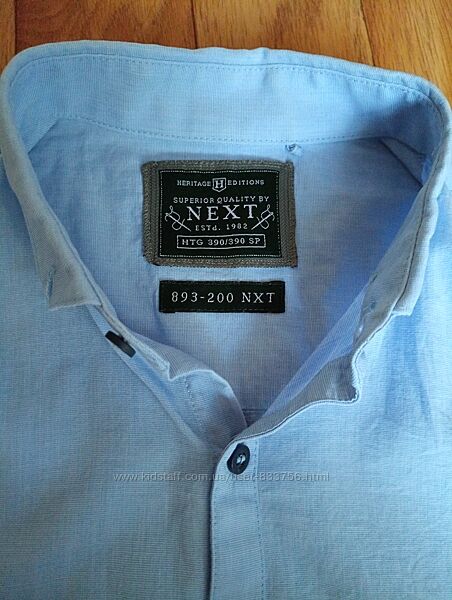 HERITAGE H EDITIONS
SUPERIOR QUALITY BY
NEXT
ESTd. 1982
HTG 390/390 SP
893-200 NXT